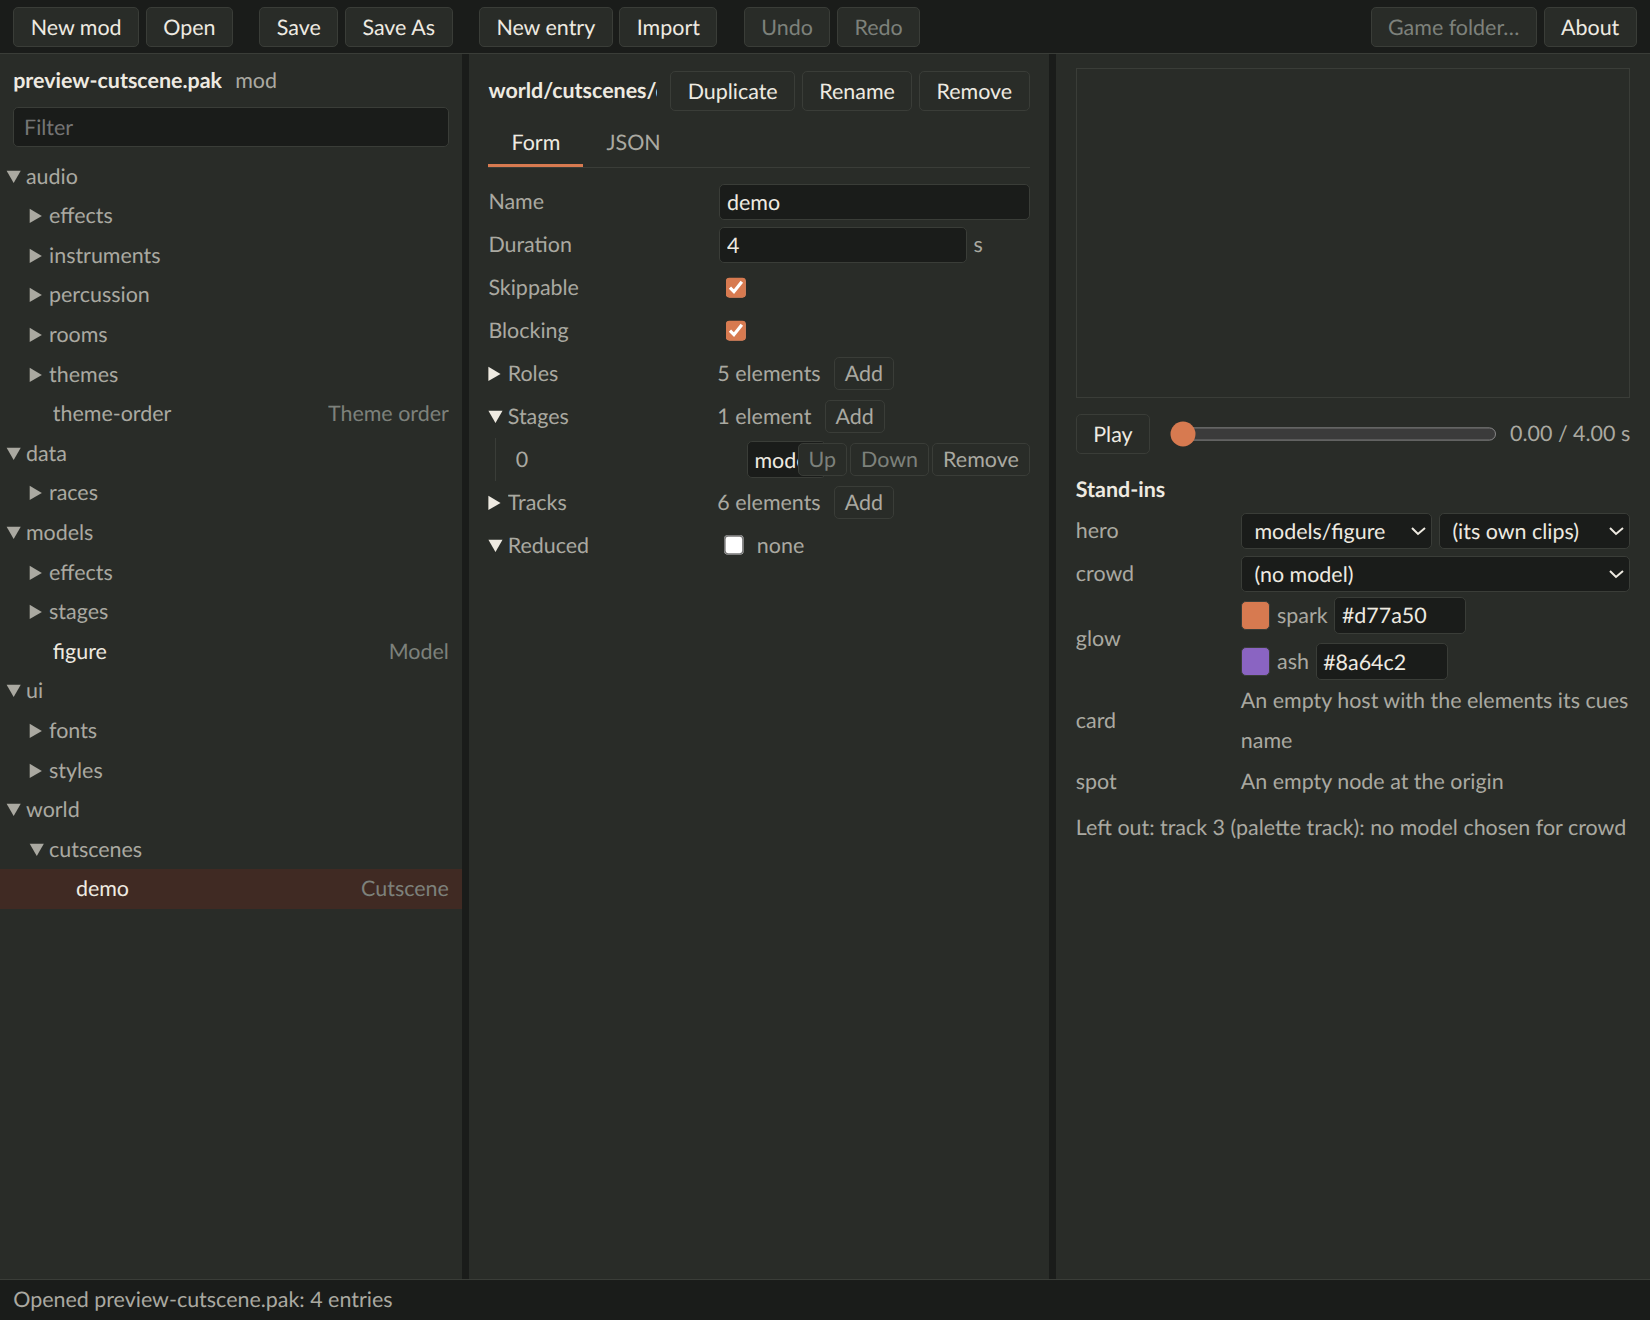 New mod Open Save Save As New entry Import Undo Redo Game folder... About
preview-cutscene.pak mod
Filter
audio
effects
instruments
percussion
rooms
themes
theme-order Theme order
data
races
models
effects
stages
figure Model
ui
fonts
styles
world
cutscenes
demo Cutscene
world/cutscenes/ Duplicate Rename Remove
Form JSON
Name demo
Duration 4 s
Skippable
Blocking
Roles 5 elements Add
Stages 1 element Add
0 Up Down Remove
Tracks 6 elements Add
Reduced none
Play 0.00 / 4.00 s
Stand-ins
hero models/figure (its own clips)
crowd (no model)
glow
spark #d77a50
ash #8a64c2
card
An empty host with the elements its cues
name
spot An empty node at the origin
Left out: track 3 (palette track): no model chosen for crowd
Opened preview-cutscene.pak: 4 entries